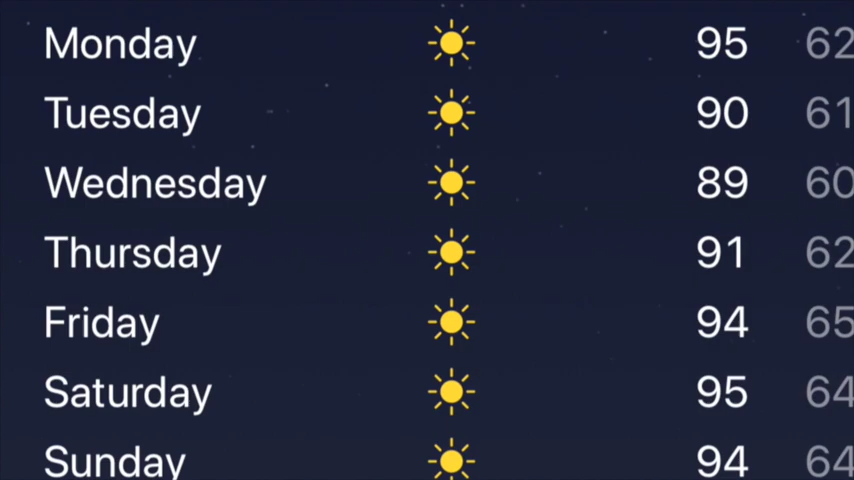 Monday 95 62
Tuesday 90 61
Wednesday 89 60
Thursday 91 62
Friday 94 65
Saturday 95 64
Sunday 94 64